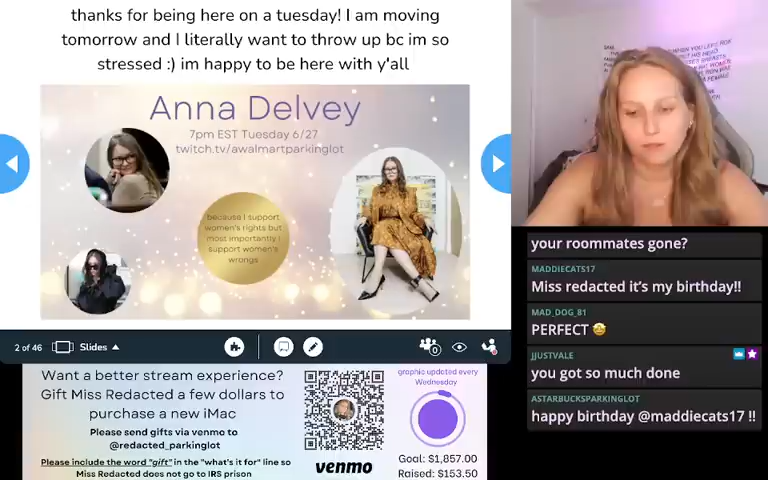 thanks for being here on a tuesday! I am moving
tomorrow and I literally want to throw up bc im so
stressed :) im happy to be here with y'all
Anna Delvey
7pm EST Tuesday 6/27
twitch.tv/awalmartparkinglot
because I support
women's rights but
most importantly I
support women's
wrongs
2 of 46
Slides
0
Want a better stream experience?
Gift Miss Redacted a few dollars to
purchase a new iMac
Please send gifts via venmo to
@redacted_parkinglot
Please include the word "gift" in the "what's it for" line so
Miss Redacted does not go to IRS prison
venmo
graphic updated every
Wednesday
Goal: $1,857.00
Raised: $153.50
your roommates gone?
MADDIECATS17
Miss redacted it's my birthday!!
MAD_DOG_81
PERFECT 🤩
JJUSTVALE
you got so much done
ASTARBUCKSPARKINGLOT
happy birthday @maddiecats17 !!